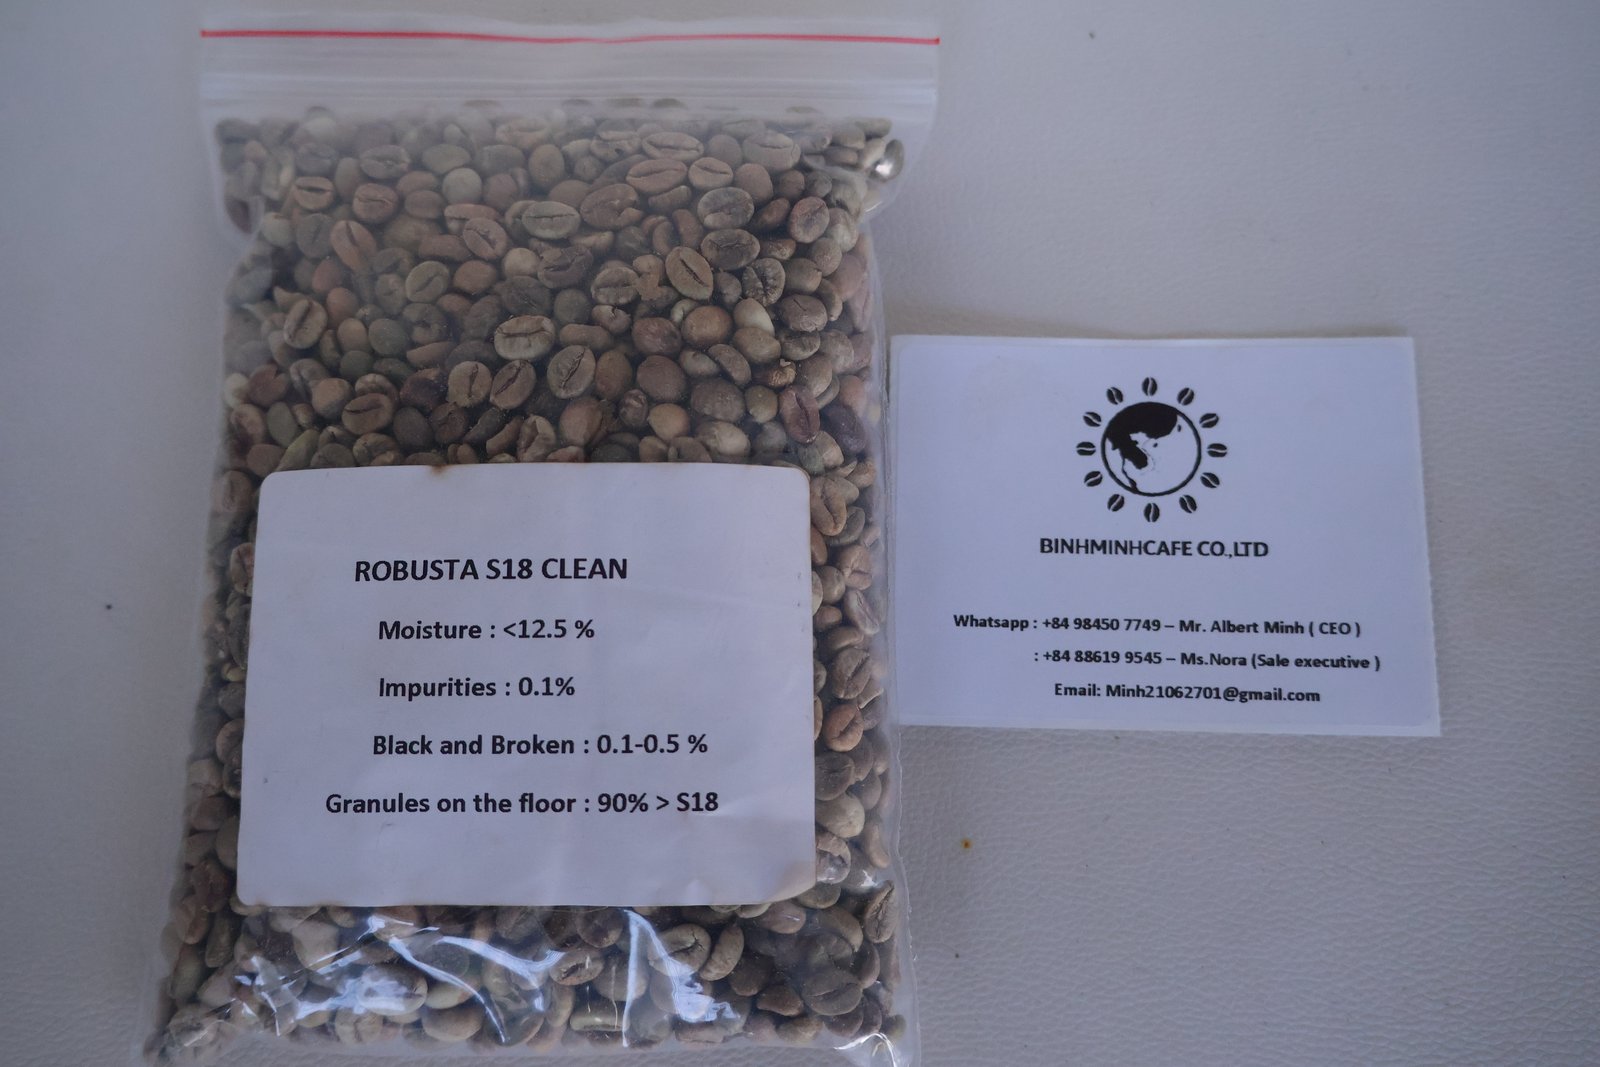 ROBUSTA S18 CLEAN
Moisture : <12.5 %
Impurities : 0.1%
Black and Broken : 0.1-0.5 %
Granules on the floor : 90% > S18
BINHMINHCAFE CO.,LTD
Whatsapp : +84 98450 7749 – Mr. Albert Minh ( CEO )
: +84 88619 9545 – Ms.Nora (Sale executive )
Email: Minh21062701@gmail.com